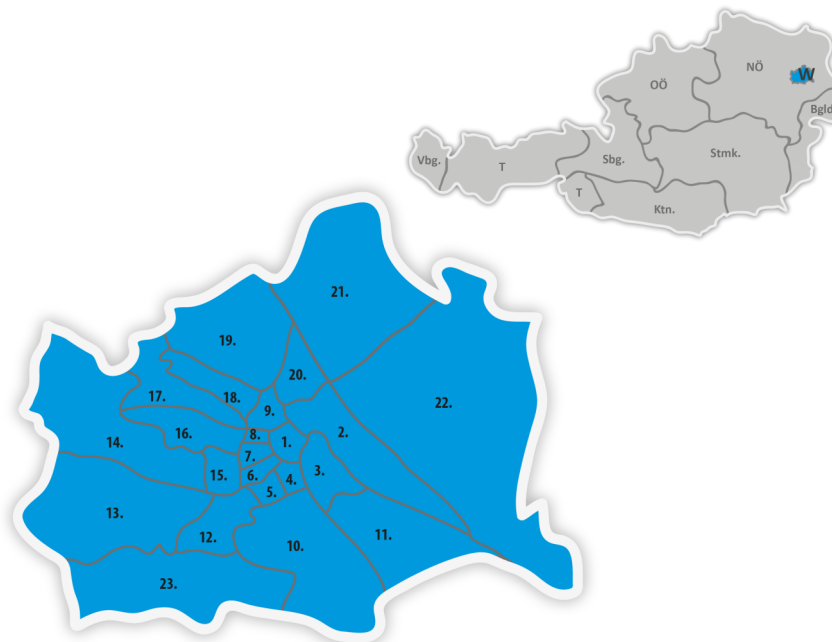 NÖ
W
OÖ
Bgld.
Vbg.
T
Sbg.
Stmk.
T
Ktn.
21.
19.
20.
17.
18.
22.
9.
16.
8.
2.
14.
1.
7.
15.
6.
4.
3.
5.
13.
12.
10.
11.
23.